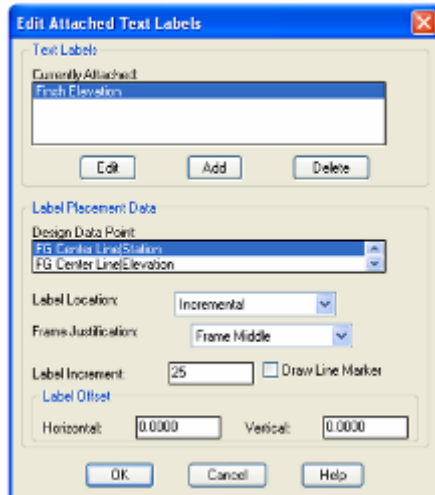 Edit Attached Text Labels
Text Labels
Currently Attached:
Finch Elevation
Edit Add Delete
Label Placement Data
Design Data Point:
FG Center Line|Station
FG Center Line|Elevation
Label Location: Incremental
Frame Justification: Frame Middle
Label Increment: 25 Draw Line Marker
Label Offset
Horizontal: 0.0000 Vertical: 0.0000
OK Cancel Help